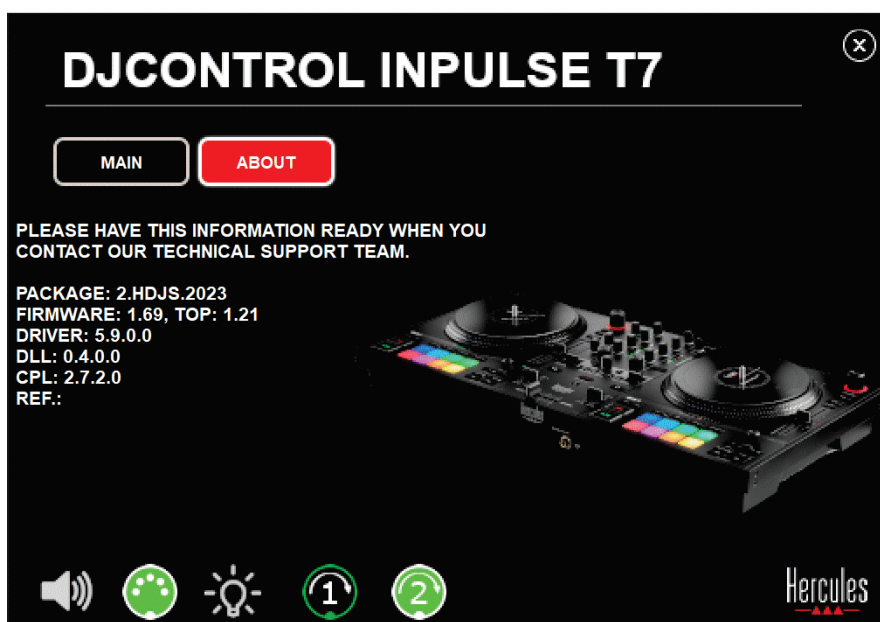 DJCONTROL INPULSE T7
MAIN
ABOUT
PLEASE HAVE THIS INFORMATION READY WHEN YOU
CONTACT OUR TECHNICAL SUPPORT TEAM.
PACKAGE: 2.HDJS.2023
FIRMWARE: 1.69, TOP: 1.21
DRIVER: 5.9.0.0
DLL: 0.4.0.0
CPL: 2.7.2.0
REF.:
1
2
Hercules